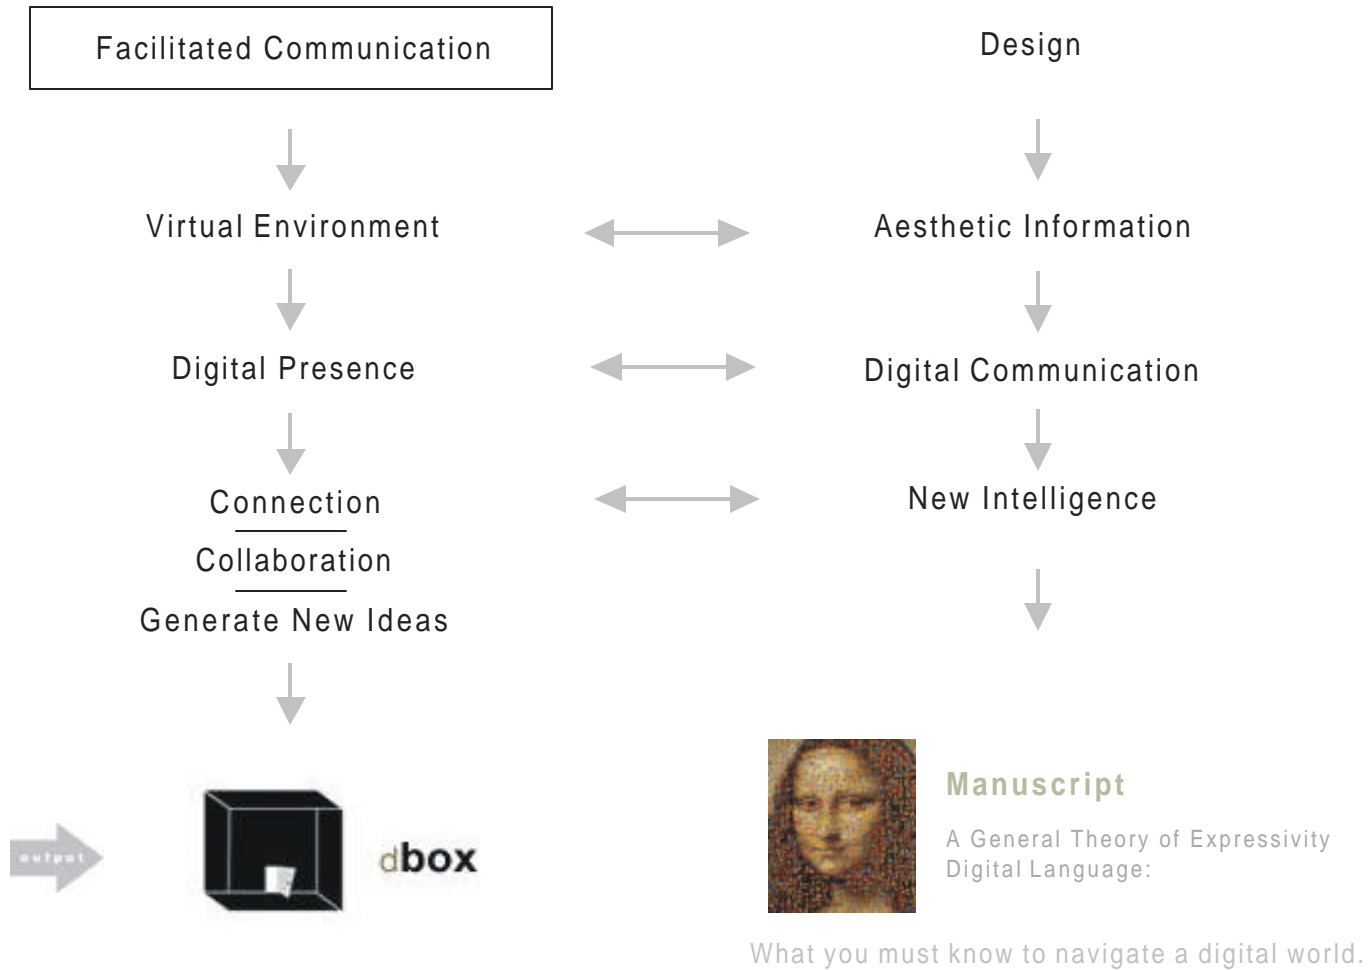 Facilitated Communication
Design
Virtual Environment
Aesthetic Information
Digital Presence
Digital Communication
Connection
New Intelligence
Collaboration
Generate New Ideas
output
dbox
Manuscript
A General Theory of Expressivity
Digital Language:
What you must know to navigate a digital world.